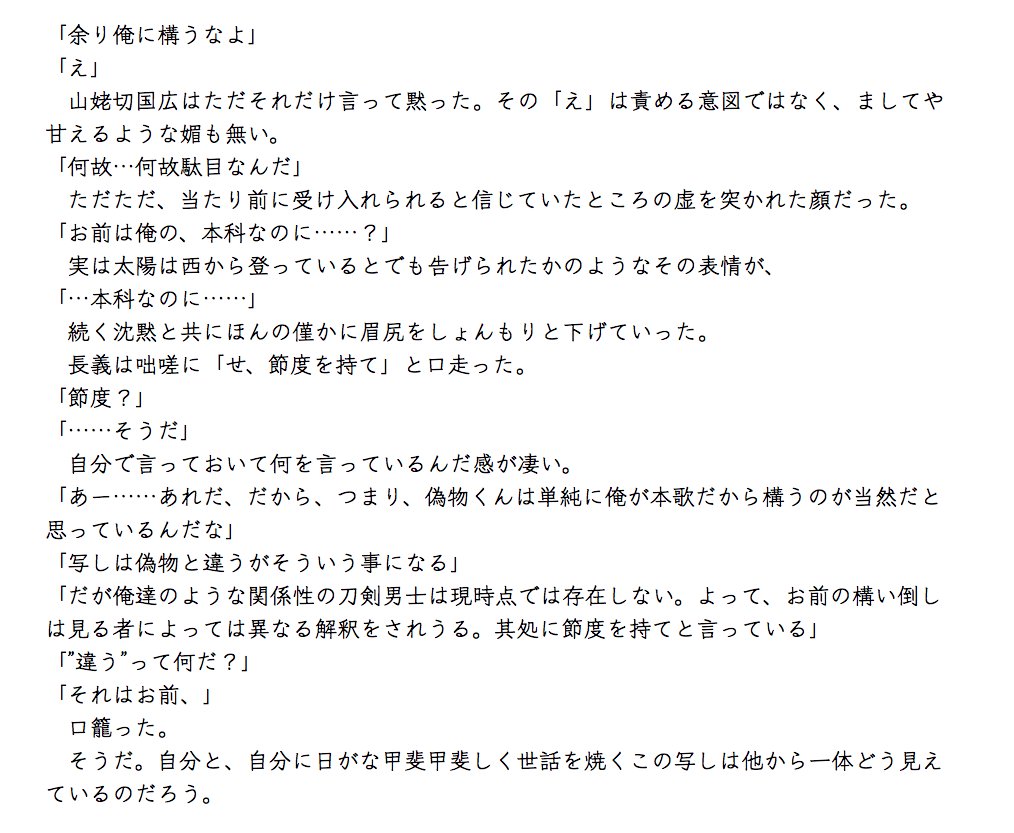 「余り俺に構うなよ」
「え」
　山姥切国広はただそれだけ言って黙った。その「え」は責める意図ではなく、ましてや
甘えるような媚も無い。
「何故…何故駄目なんだ」
　ただただ、当たり前に受け入れられると信じていたところの虚を突かれた顔だった。
「お前は俺の、本科なのに……？」
　実は太陽は西から登っているとでも告げられたかのようなその表情が、
「…本科なのに……」
　続く沈黙と共にほんの僅かに眉尻をしょんもりと下げていった。
　長義は咄嗟に「せ、節度を持て」と口走った。
「節度？」
「……そうだ」
　自分で言っておいて何を言っているんだ感が凄い。
「あー……あれだ、だから、つまり、偽物くんは単純に俺が本歌だから構うのが当然だと
思っているんだな」
「写しは偽物と違うがそういう事になる」
「だが俺達のような関係性の刀剣男士は現時点では存在しない。よって、お前の構い倒し
は見る者によっては異なる解釈をされうる。其処に節度を持てと言っている」
「”違う”って何だ？」
「それはお前、」
　口籠った。
　そうだ。自分と、自分に日がな甲斐甲斐しく世話を焼くこの写しは他から一体どう見え
ているのだろう。